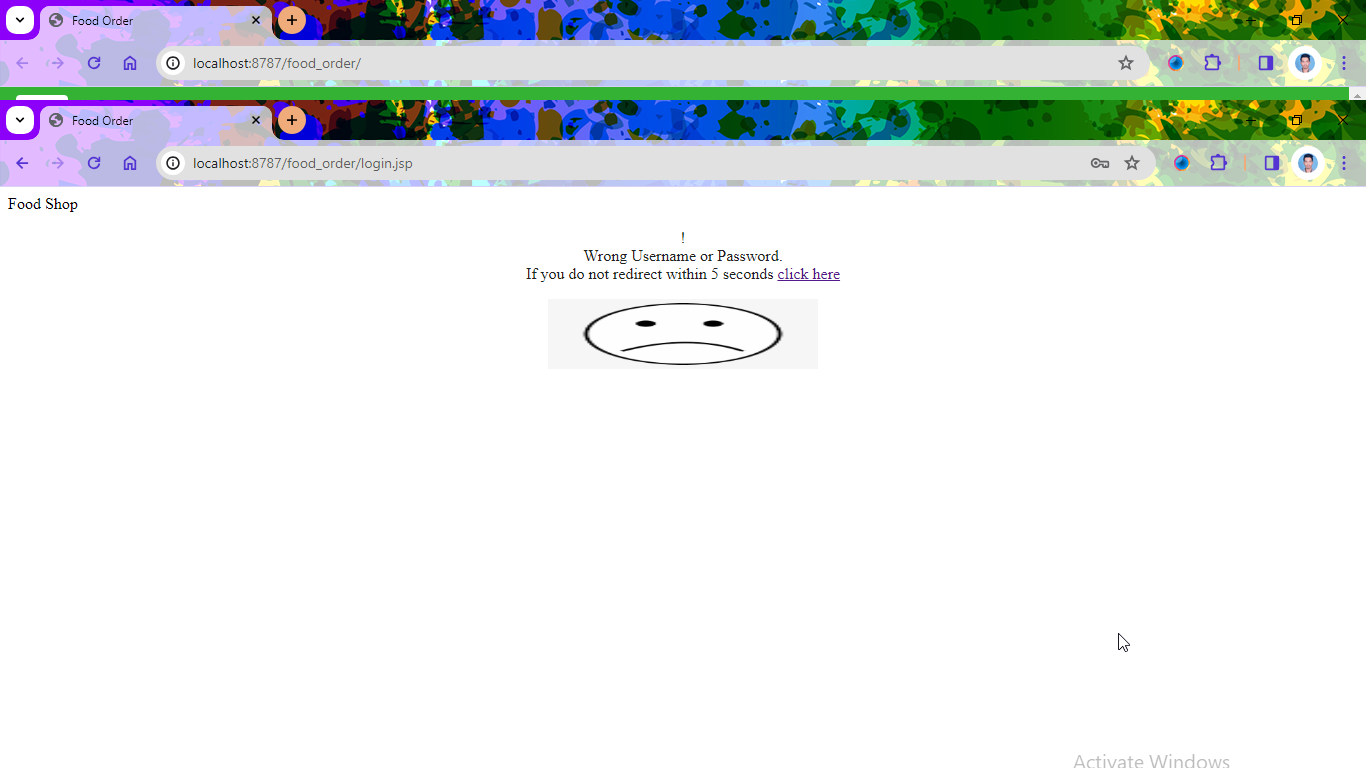 Food Order
localhost:8787/food_order/
Food Order
localhost:8787/food_order/login.jsp
Food Shop
!
Wrong Username or Password.
If you do not redirect within 5 seconds click here
Activate Windows